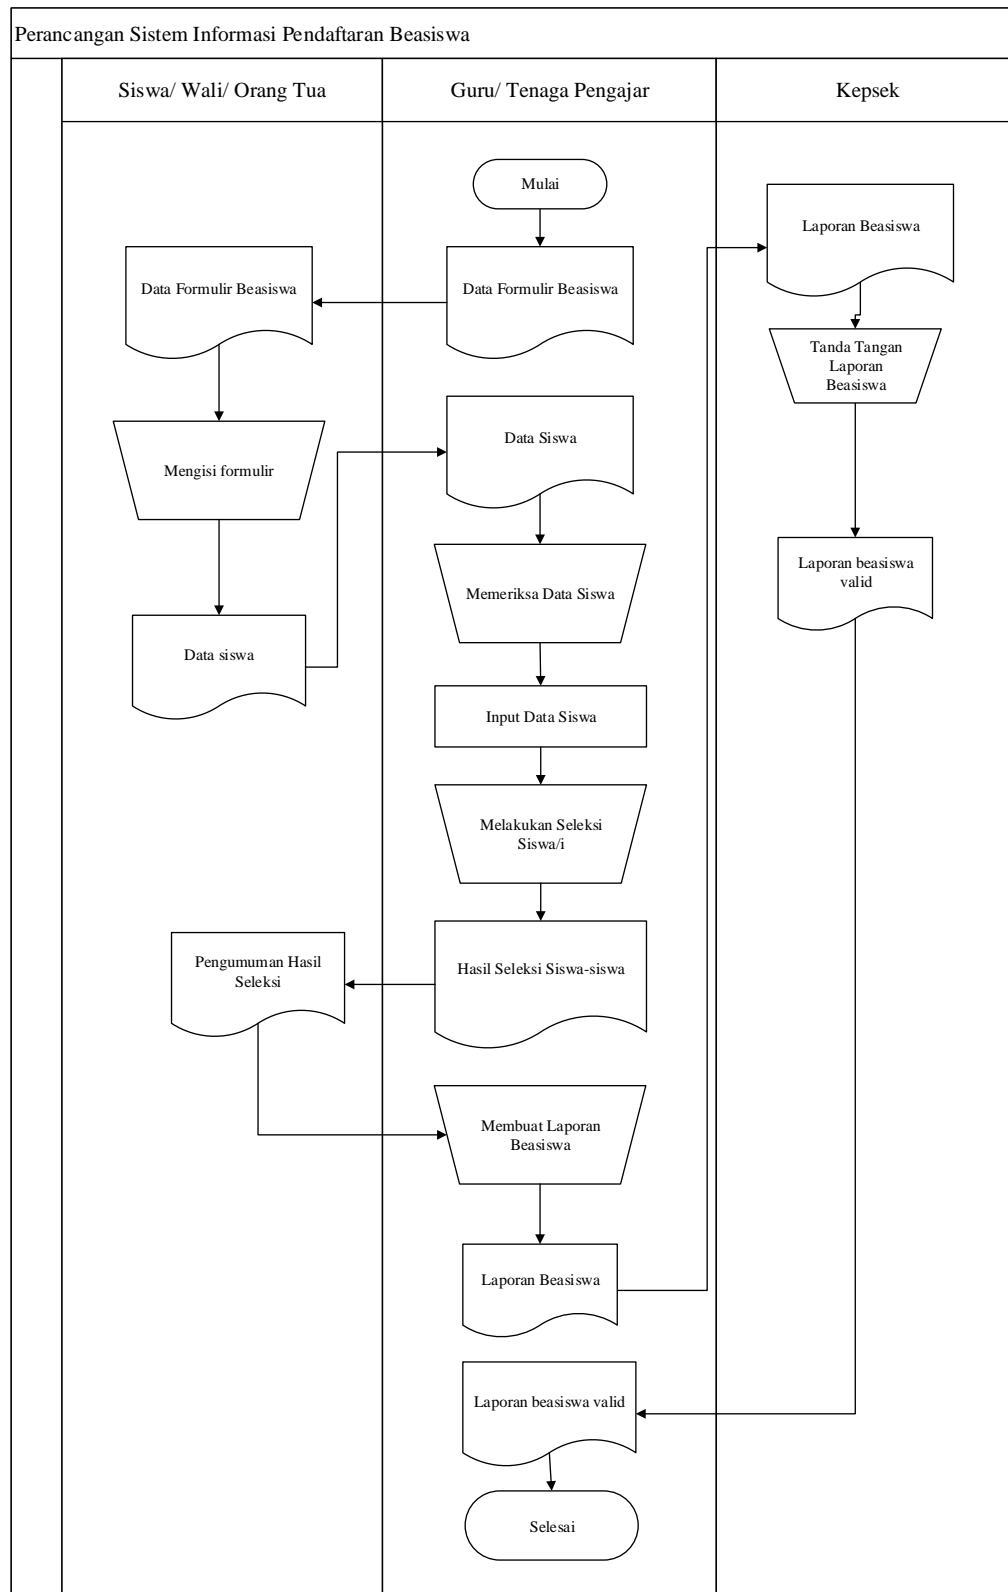 Perancangan Sistem Informasi Pendaftaran Beasiswa
Siswa/ Wali/ Orang Tua
Guru/ Tenaga Pengajar
Kepsek
Mulai
Data Formulir Beasiswa
Data Formulir Beasiswa
Mengisi formulir
Data siswa
Data Siswa
Memeriksa Data Siswa
Input Data Siswa
Melakukan Seleksi
Siswa/i
Hasil Seleksi Siswa-siswa
Pengumuman Hasil
Seleksi
Membuat Laporan
Beasiswa
Laporan Beasiswa
Laporan Beasiswa
Tanda Tangan
Laporan
Beasiswa
Laporan beasiswa
valid
Laporan beasiswa valid
Selesai